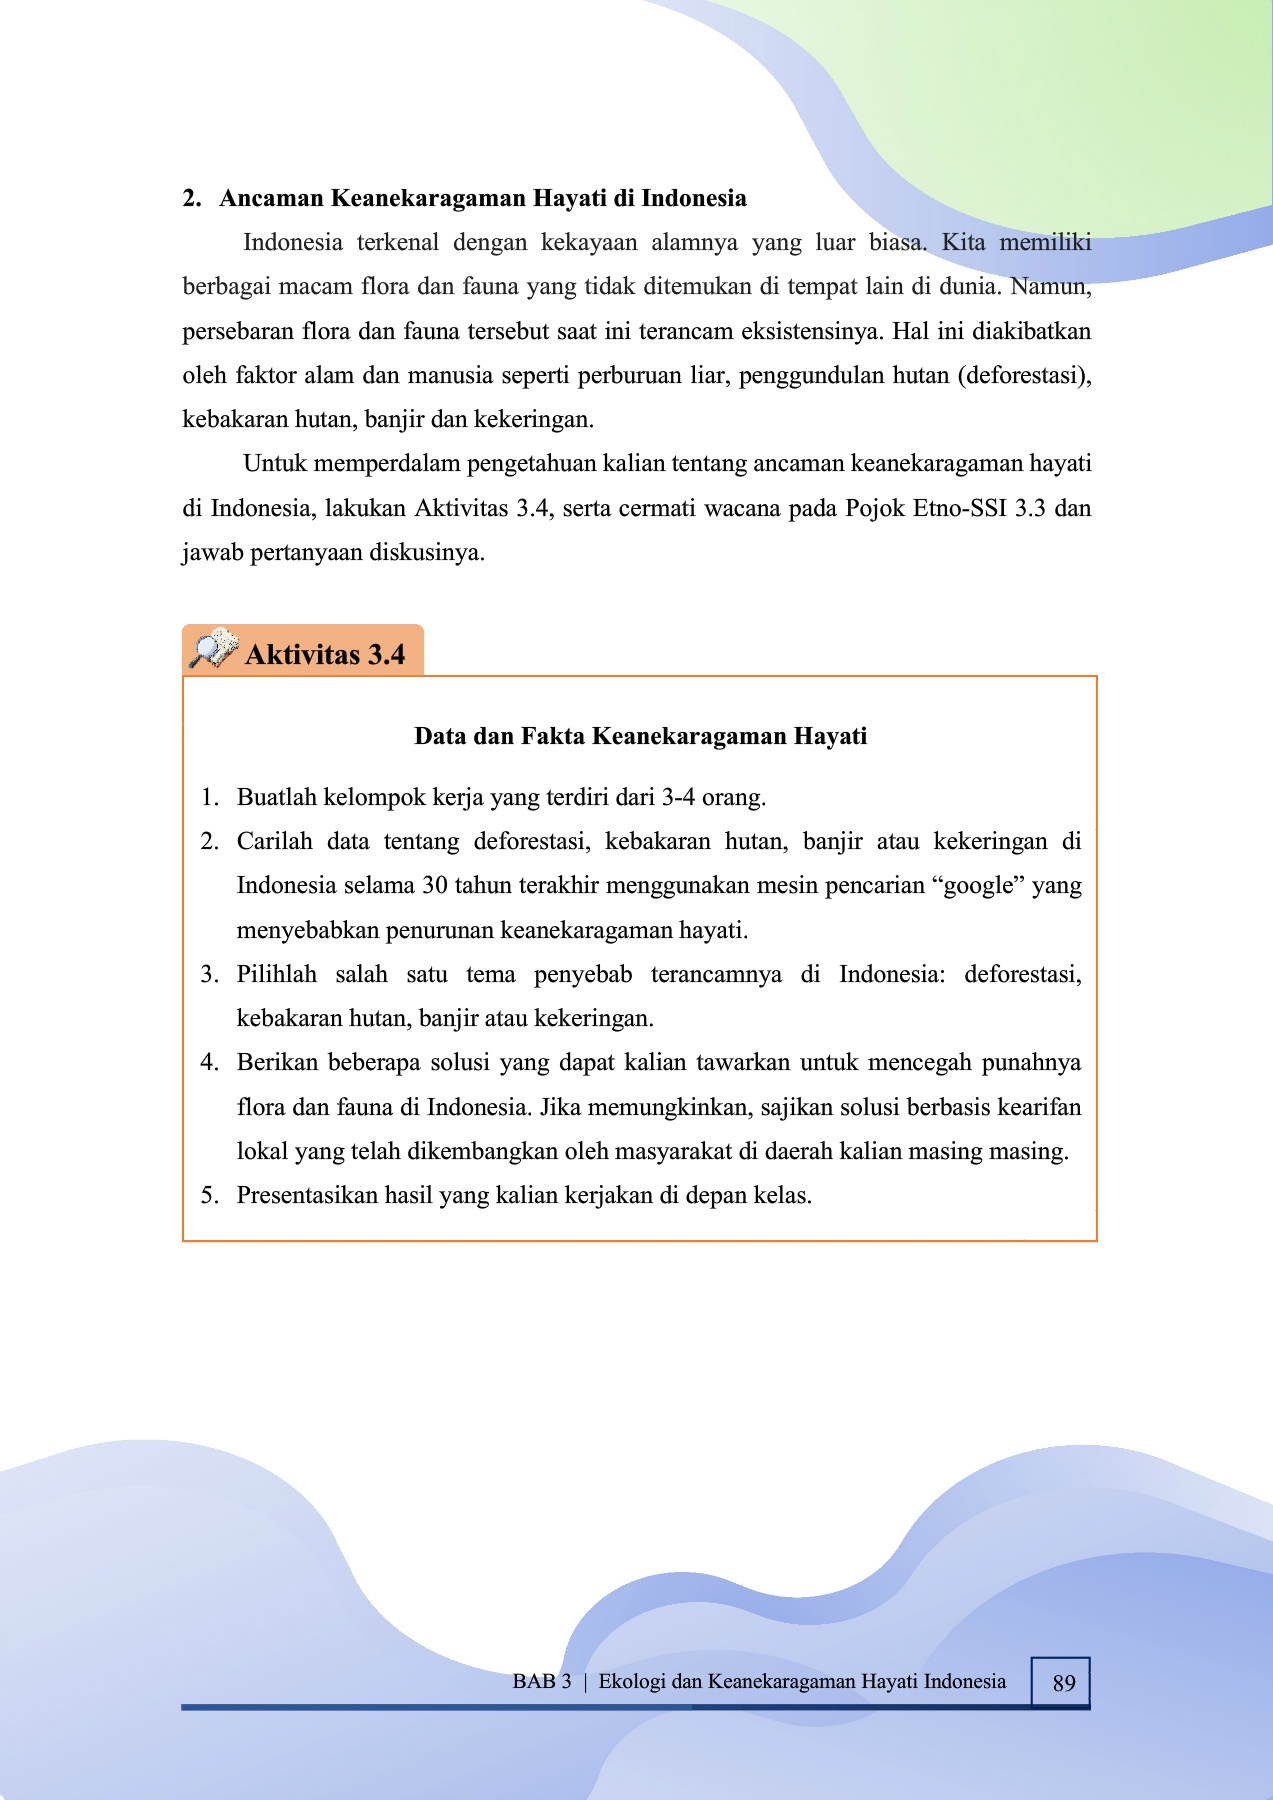 2. Ancaman Keanekaragaman Hayati di Indonesia
Indonesia terkenal dengan kekayaan alamnya yang luar biasa. Kita memiliki
berbagai macam flora dan fauna yang tidak ditemukan di tempat lain di dunia. Namun,
persebaran flora dan fauna tersebut saat ini terancam eksistensinya. Hal ini diakibatkan
oleh faktor alam dan manusia seperti perburuan liar, penggundulan hutan (deforestasi),
kebakaran hutan, banjir dan kekeringan.
Untuk memperdalam pengetahuan kalian tentang ancaman keanekaragaman hayati
di Indonesia, lakukan Aktivitas 3.4, serta cermati wacana pada Pojok Etno-SSI 3.3 dan
jawab pertanyaan diskusinya.
Aktivitas 3.4
Data dan Fakta Keanekaragaman Hayati
1. Buatlah kelompok kerja yang terdiri dari 3-4 orang.
2. Carilah data tentang deforestasi, kebakaran hutan, banjir atau kekeringan di
Indonesia selama 30 tahun terakhir menggunakan mesin pencarian “google” yang
menyebabkan penurunan keanekaragaman hayati.
3. Pilihlah salah satu tema penyebab terancamnya di Indonesia: deforestasi,
kebakaran hutan, banjir atau kekeringan.
4. Berikan beberapa solusi yang dapat kalian tawarkan untuk mencegah punahnya
flora dan fauna di Indonesia. Jika memungkinkan, sajikan solusi berbasis kearifan
lokal yang telah dikembangkan oleh masyarakat di daerah kalian masing masing.
5. Presentasikan hasil yang kalian kerjakan di depan kelas.
BAB 3 | Ekologi dan Keanekaragaman Hayati Indonesia 89